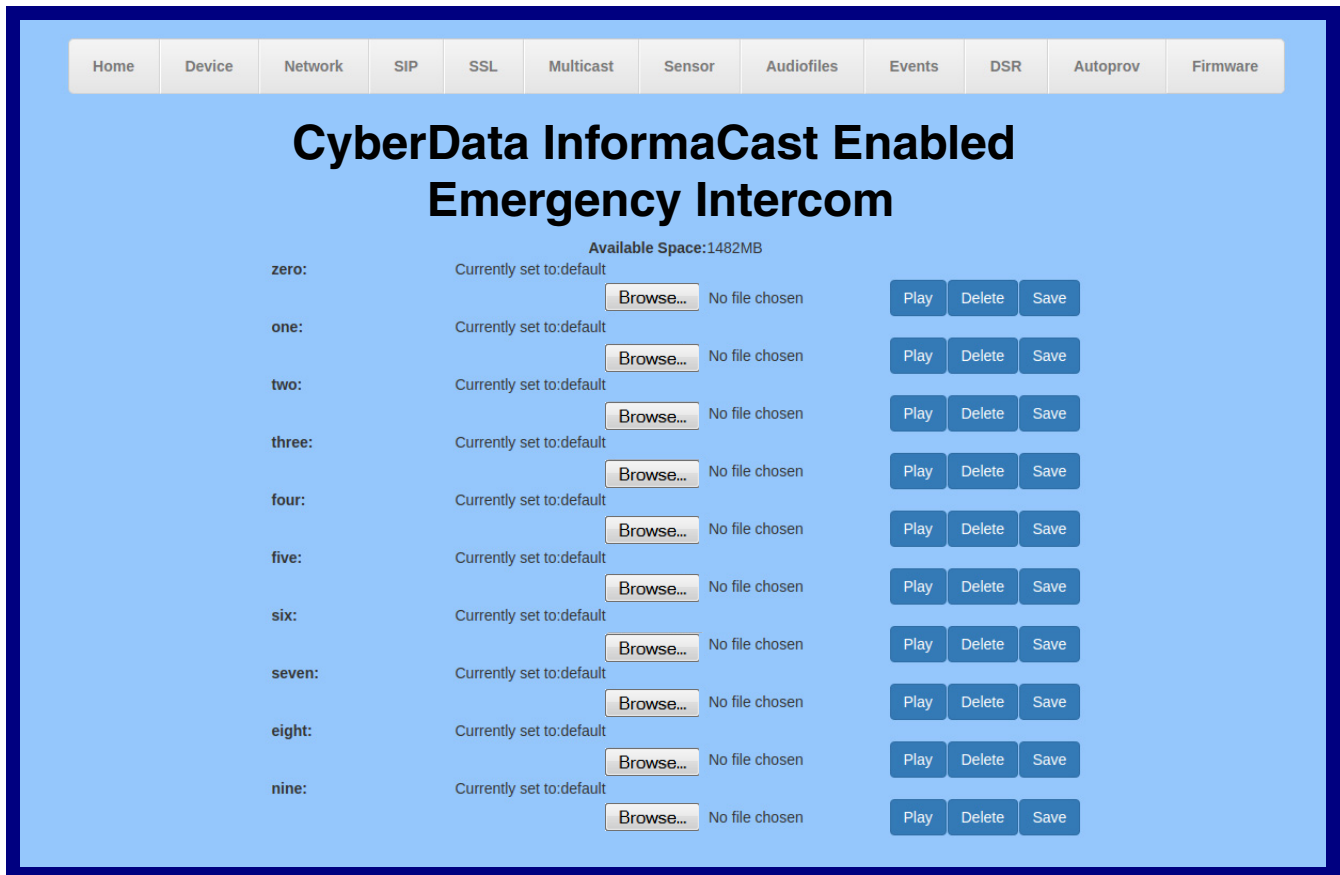 Home Device Network SIP SSL Multicast Sensor Audiofiles Events DSR Autoprov Firmware
CyberData InformaCast Enabled
Emergency Intercom
Available Space:1482MB
zero: Currently set to:default
Browse... No file chosen Play Delete Save
one: Currently set to:default
Browse... No file chosen Play Delete Save
two: Currently set to:default
Browse... No file chosen Play Delete Save
three: Currently set to:default
Browse... No file chosen Play Delete Save
four: Currently set to:default
Browse... No file chosen Play Delete Save
five: Currently set to:default
Browse... No file chosen Play Delete Save
six: Currently set to:default
Browse... No file chosen Play Delete Save
seven: Currently set to:default
Browse... No file chosen Play Delete Save
eight: Currently set to:default
Browse... No file chosen Play Delete Save
nine: Currently set to:default
Browse... No file chosen Play Delete Save